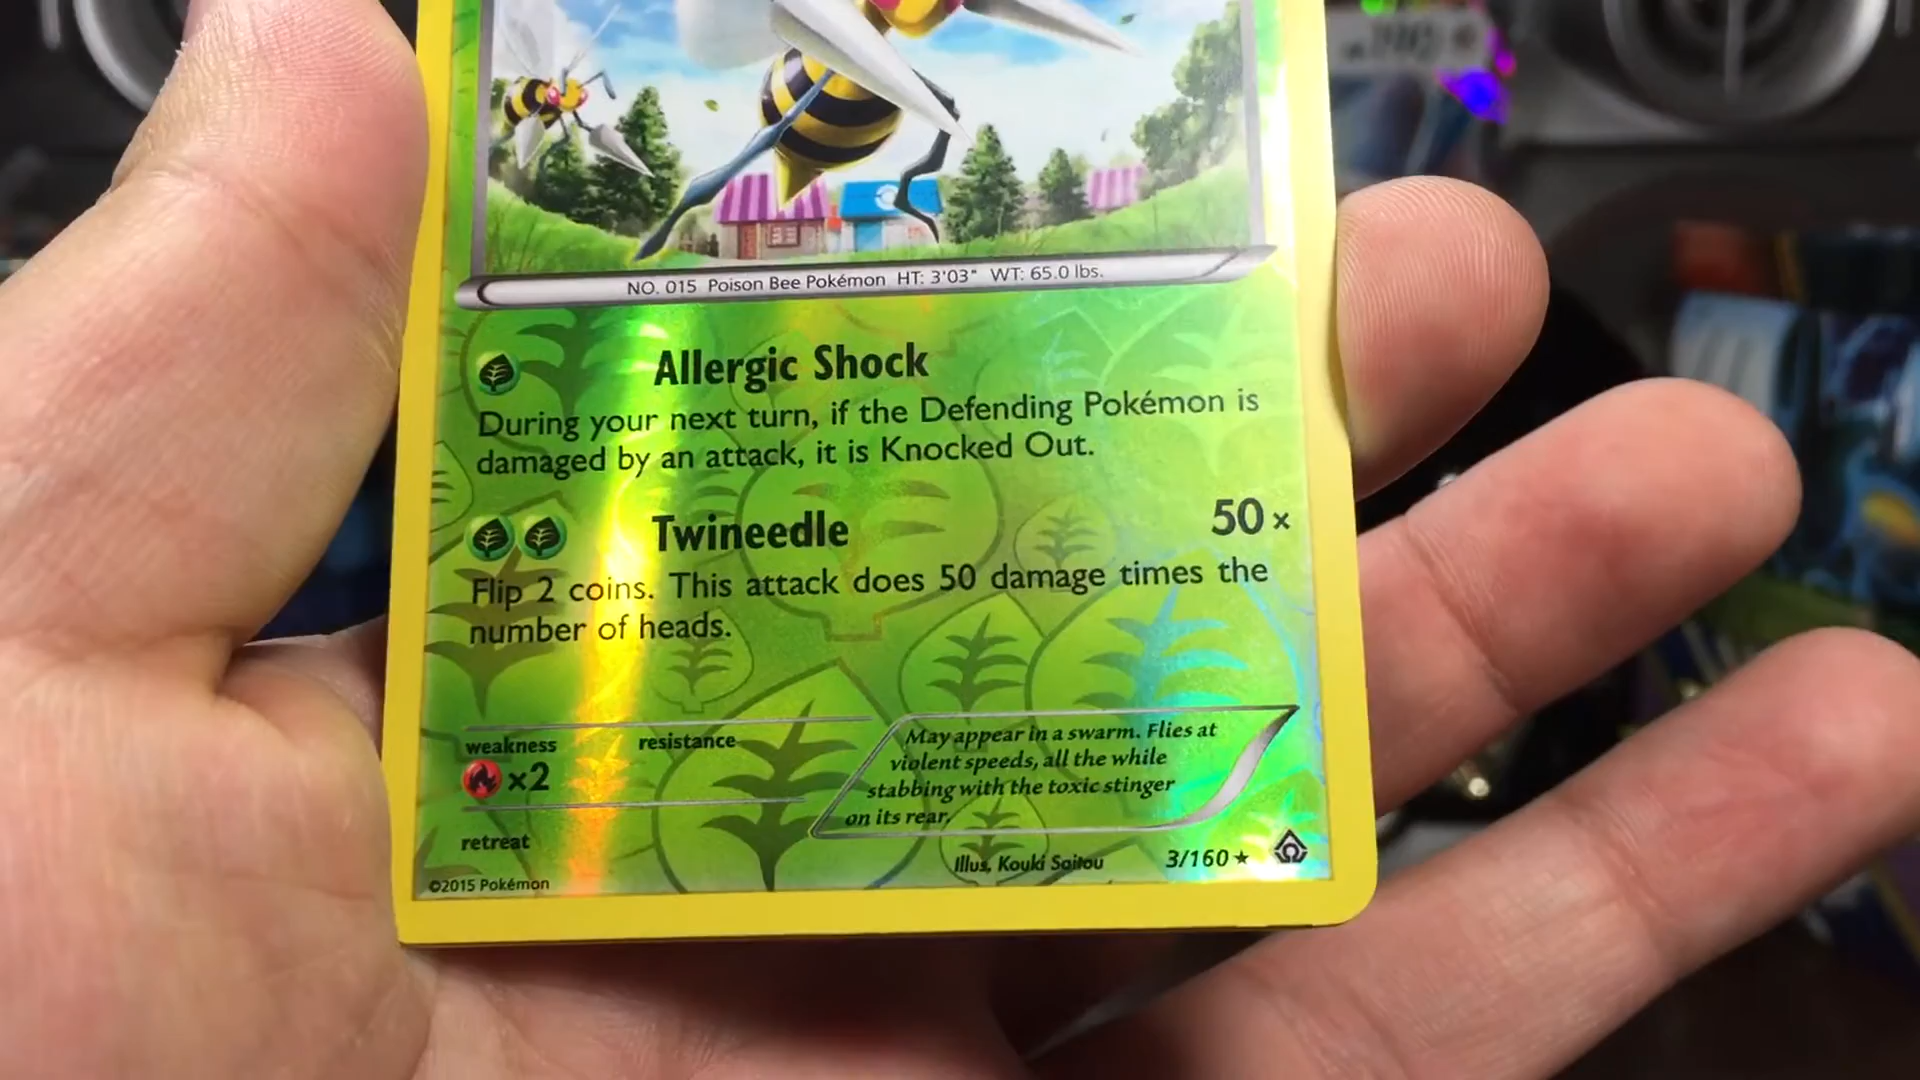 NO. 015 Poison Bee Pokémon HT: 3'03" WT: 65.0 lbs.
Allergic Shock
During your next turn, if the Defending Pokémon is
damaged by an attack, it is Knocked Out.
Twineedle 50×
Flip 2 coins. This attack does 50 damage times the
number of heads.
weakness resistance
×2
May appear in a swarm. Flies at
violent speeds, all the while
stabbing with the toxic stinger
on its rear.
retreat
Illus. Kouki Saitou 3/160 ★
©2015 Pokémon